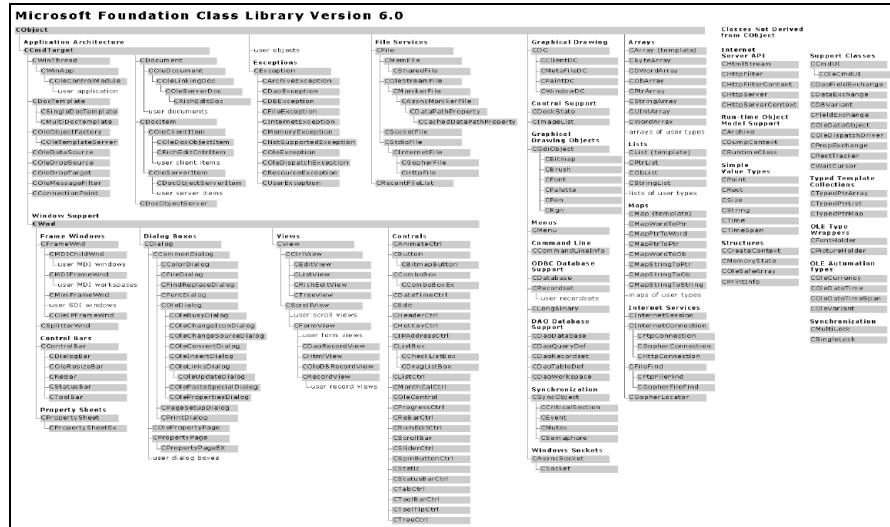 Microsoft Foundation Class Library Version 6.0
CObject
Application Architecture
CCmdTarget
CWinThread
CWinApp
COleControlModule
user application
CDocTemplate
CSingleDocTemplate
CMultiDocTemplate
COleObjectFactory
COleTemplateServer
COleDataSource
COleDropSource
COleDropTarget
COleMessageFilter
CConnectionPoint
CDocument
COleDocument
COleLinkingDoc
COleServerDoc
CRichEditDoc
user documents
CDocItem
COleClientItem
COleDocObjectItem
CRichEditCntrItem
user client items
COleServerItem
CDocObjectServerItem
user server items
CDocObjectServer
user objects
Exceptions
CException
CArchiveException
CDaoException
CDBException
CFileException
CInternetException
CMemoryException
CNotSupportedException
COleException
COleDispatchException
CResourceException
CUserException
File Services
CFile
CMemFile
CSharedFile
COleStreamFile
CMonikerFile
CAsyncMonikerFile
CDataPathProperty
CCachedDataPathProperty
CSocketFile
CStdioFile
CInternetFile
CGopherFile
CHttpFile
CRecentFileList
Window Support
CWnd
Frame Windows
CFrameWnd
CMDIChildWnd
user MDI windows
CMDIFrameWnd
user MDI workspaces
CMiniFrameWnd
user SDI windows
COleIPFrameWnd
CSplitterWnd
Control Bars
CControlBar
CDialogBar
COleResizeBar
CReBar
CStatusBar
CToolBar
Property Sheets
CPropertySheet
CPropertySheetEx
Dialog Boxes
CDialog
CCommonDialog
CColorDialog
CFileDialog
CFindReplaceDialog
CFontDialog
COleDialog
COleBusyDialog
COleChangeIconDialog
COleChangeSourceDialog
COleConvertDialog
COleInsertDialog
COleLinksDialog
COleUpdateDialog
COlePasteSpecialDialog
COlePropertiesDialog
CPageSetupDialog
CPrintDialog
COlePropertyPage
CPropertyPage
CPropertyPageEX
user dialog boxes
Views
CView
CCtrlView
CEditView
CListView
CRichEditView
CTreeView
CScrollView
user scroll views
CFormView
user form views
CDaoRecordView
CHtmlView
COleDBRecordView
CRecordView
user record views
Controls
CAnimateCtrl
CButton
CBitmapButton
CComboBox
CComboBoxEx
CDateTimeCtrl
CEdit
CHeaderCtrl
CHotKeyCtrl
CIPAddressCtrl
CListBox
CCheckListBox
CDragListBox
CListCtrl
CMonthCalCtrl
COleControl
CProgressCtrl
CReBarCtrl
CRichEditCtrl
CScrollBar
CSliderCtrl
CSpinButtonCtrl
CStatic
CStatusBarCtrl
CTabCtrl
CToolBarCtrl
CToolTipCtrl
CTreeCtrl
Graphical Drawing
CDC
CClientDC
CMetaFileDC
CPaintDC
CWindowDC
Control Support
CDockState
CImageList
Graphical
Drawing Objects
CGdiObject
CBitmap
CBrush
CFont
CPalette
CPen
CRgn
Menus
CMenu
Command Line
CCommandLineInfo
ODBC Database
Support
CDatabase
CRecordset
user recordsets
CLongBinary
DAO Database
Support
CDaoDatabase
CDaoQueryDef
CDaoRecordset
CDaoTableDef
CDaoWorkspace
Synchronization
CSyncObject
CCriticalSection
CEvent
CMutex
CSemaphore
Windows Sockets
CAsyncSocket
CSocket
Arrays
CArray (template)
CByteArray
CDWordArray
CObArray
CPtrArray
CStringArray
CUIntArray
CWordArray
arrays of user types
Lists
CList (template)
CPtrList
CObList
CStringList
lists of user types
Maps
CMap (template)
CMapWordToPtr
CMapPtrToWord
CMapPtrToPtr
CMapWordToOb
CMapStringToPtr
CMapStringToOb
CMapStringToString
maps of user types
Internet Services
CInternetSession
CInternetConnection
CFtpConnection
CGopherConnection
CHttpConnection
CFileFind
CFtpFileFind
CGopherFileFind
CGopherLocator
Classes Not Derived
from CObject
Internet
Server API
CHtmlStream
CHttpFilter
CHttpFilterContext
CHttpServer
CHttpServerContext
Run-time Object
Model Support
CArchive
CDumpContext
CRuntimeClass
Simple
Value Types
CPoint
CRect
CSize
CString
CTime
CTimeSpan
Structures
CCreateContext
CMemoryState
COleSafeArray
CPrintInfo
Support Classes
CCmdUI
COleCmdUI
CDaoFieldExchange
CDataExchange
CDBVariant
CFieldExchange
COleDataObject
COleDispatchDriver
CPropExchange
CRectTracker
CWaitCursor
Typed Template
Collections
CTypedPtrArray
CTypedPtrList
CTypedPtrMap
OLE Type
Wrappers
CFontHolder
CPictureHolder
OLE Automation
Types
COleCurrency
COleDateTime
COleDateTimeSpan
COleVariant
Synchronization
CMultiLock
CSingleLock